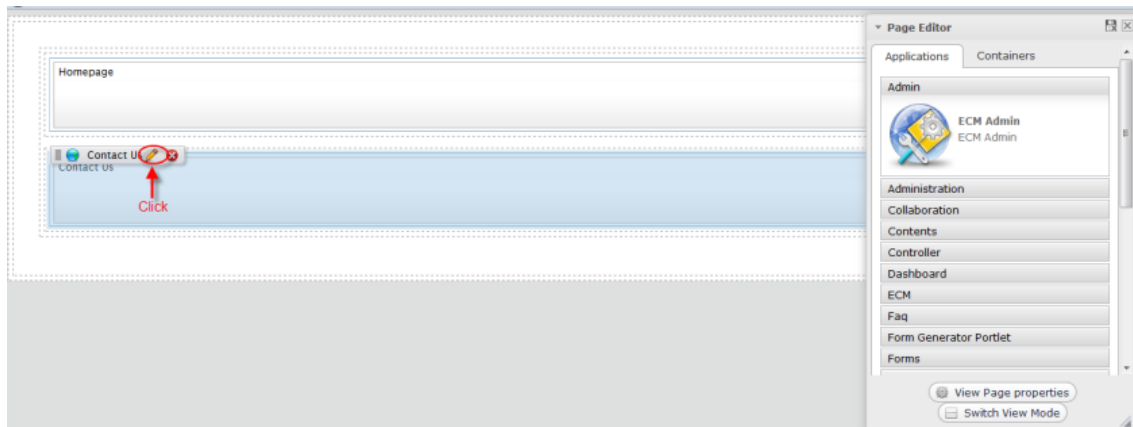 Page Editor
Applications Containers
Homepage
Admin
ECM Admin
ECM Admin
Contact Us
Contact Us
Click
Administration
Collaboration
Contents
Controller
Dashboard
ECM
Faq
Form Generator Portlet
Forms
View Page properties
Switch View Mode